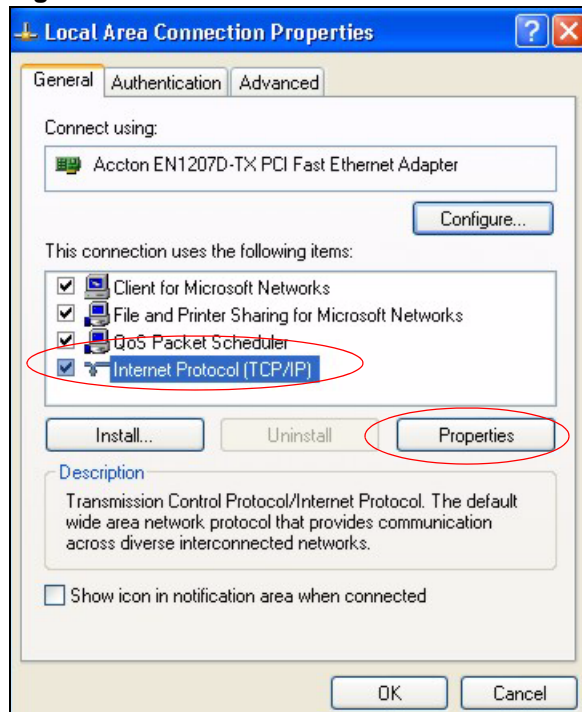 Local Area Connection Properties
General Authentication Advanced
Connect using:
Accton EN1207D-TX PCI Fast Ethernet Adapter
Configure...
This connection uses the following items:
Client for Microsoft Networks
File and Printer Sharing for Microsoft Networks
QoS Packet Scheduler
Internet Protocol (TCP/IP)
Install... Uninstall Properties
Description
Transmission Control Protocol/Internet Protocol. The default
wide area network protocol that provides communication
across diverse interconnected networks.
Show icon in notification area when connected
OK Cancel